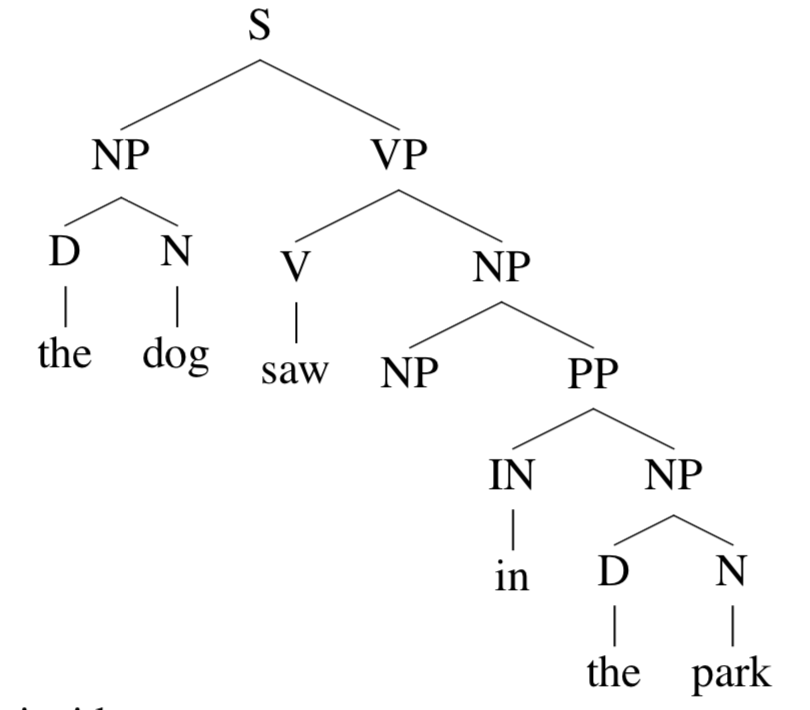 S
NP VP
D N V NP
the dog saw NP PP
IN NP
in D N
the park